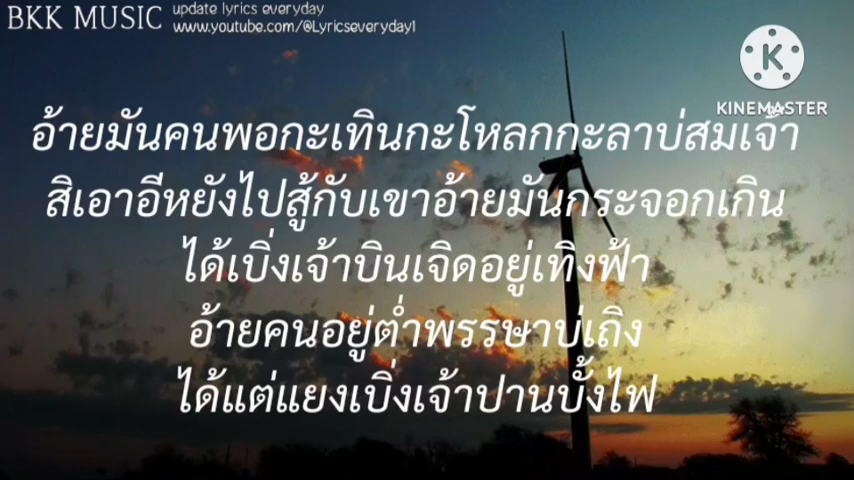 BKK MUSIC
update lyrics everyday
www.youtube.com/@Lyricseveryday1
KINEMASTER
อ้ายมันคนพอกะเทินกะโหลกกะลาบ่สมเจ้า
สิเอาอีหยังไปสู้กับเขาอ้ายมันกระจอกเกิน
ได้เบิ่งเจ้าบินเจิดอยู่เทิงฟ้า
อ้ายคนอยู่ต่ำพรรษาบ่เถิง
ได้แต่แยงเบิ่งเจ้าปานบั้งไฟ